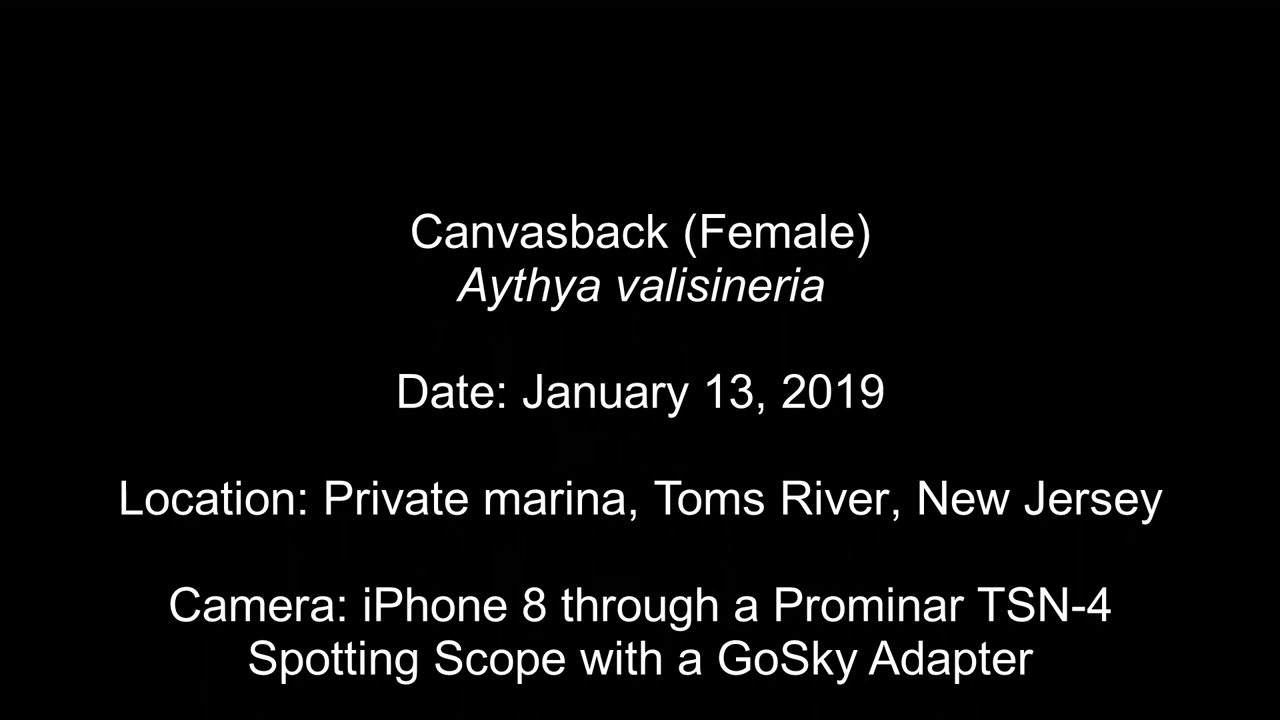 Canvasback (Female)
Aythya valisineria
Date: January 13, 2019
Location: Private marina, Toms River, New Jersey
Camera: iPhone 8 through a Prominar TSN-4
Spotting Scope with a GoSky Adapter